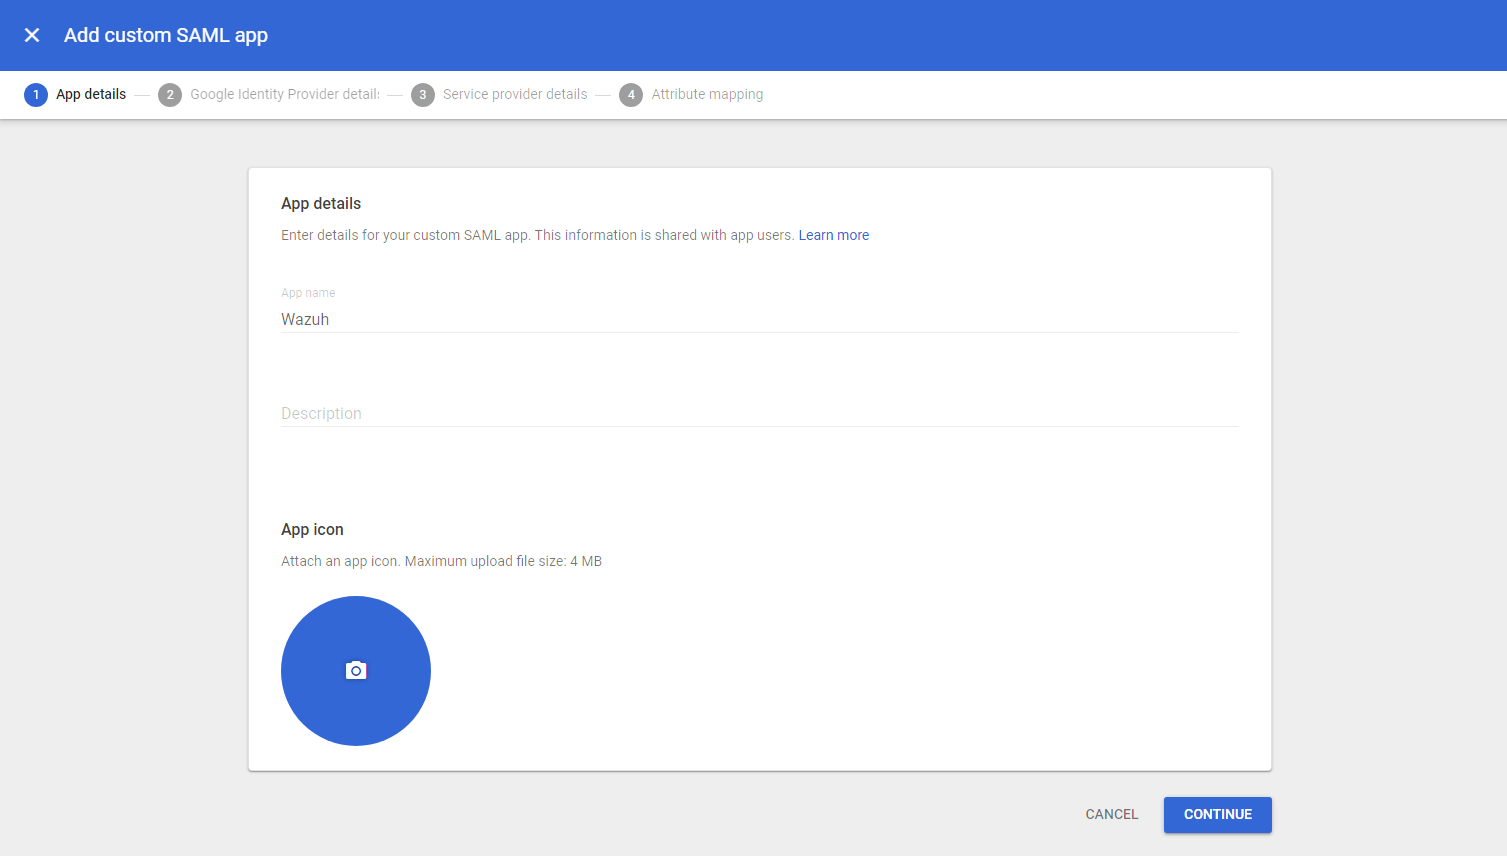 Add custom SAML app
1 App details 2 Google Identity Provider details 3 Service provider details 4 Attribute mapping
App details
Enter details for your custom SAML app. This information is shared with app users. Learn more
App name
Wazuh
Description
App icon
Attach an app icon. Maximum upload file size: 4 MB
CANCEL CONTINUE